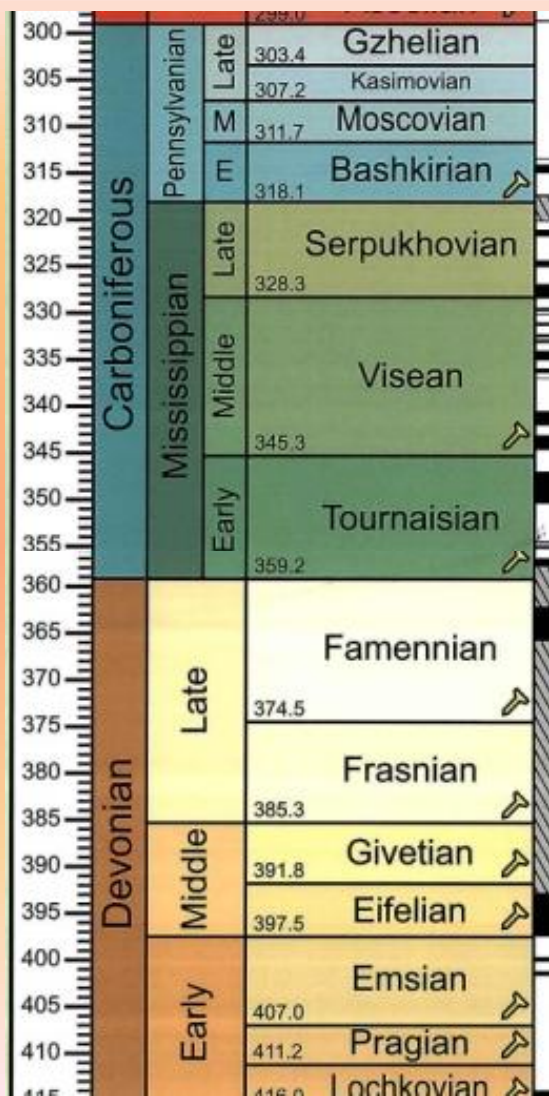 299.0
300
305
310
315
320
325
330
335
340
345
350
355
360
365
370
375
380
385
390
395
400
405
410
415
Carboniferous
Devonian
Pennsylvanian
Mississippian
Late
M
E
Late
Middle
Early
Late
Middle
Early
Gzhelian
303.4
Kasimovian
307.2
Moscovian
311.7
Bashkirian
318.1
Serpukhovian
328.3
Visean
345.3
Tournaisian
359.2
Famennian
374.5
Frasnian
385.3
Givetian
391.8
Eifelian
397.5
Emsian
407.0
Pragian
411.2
Lochkovian
416.0